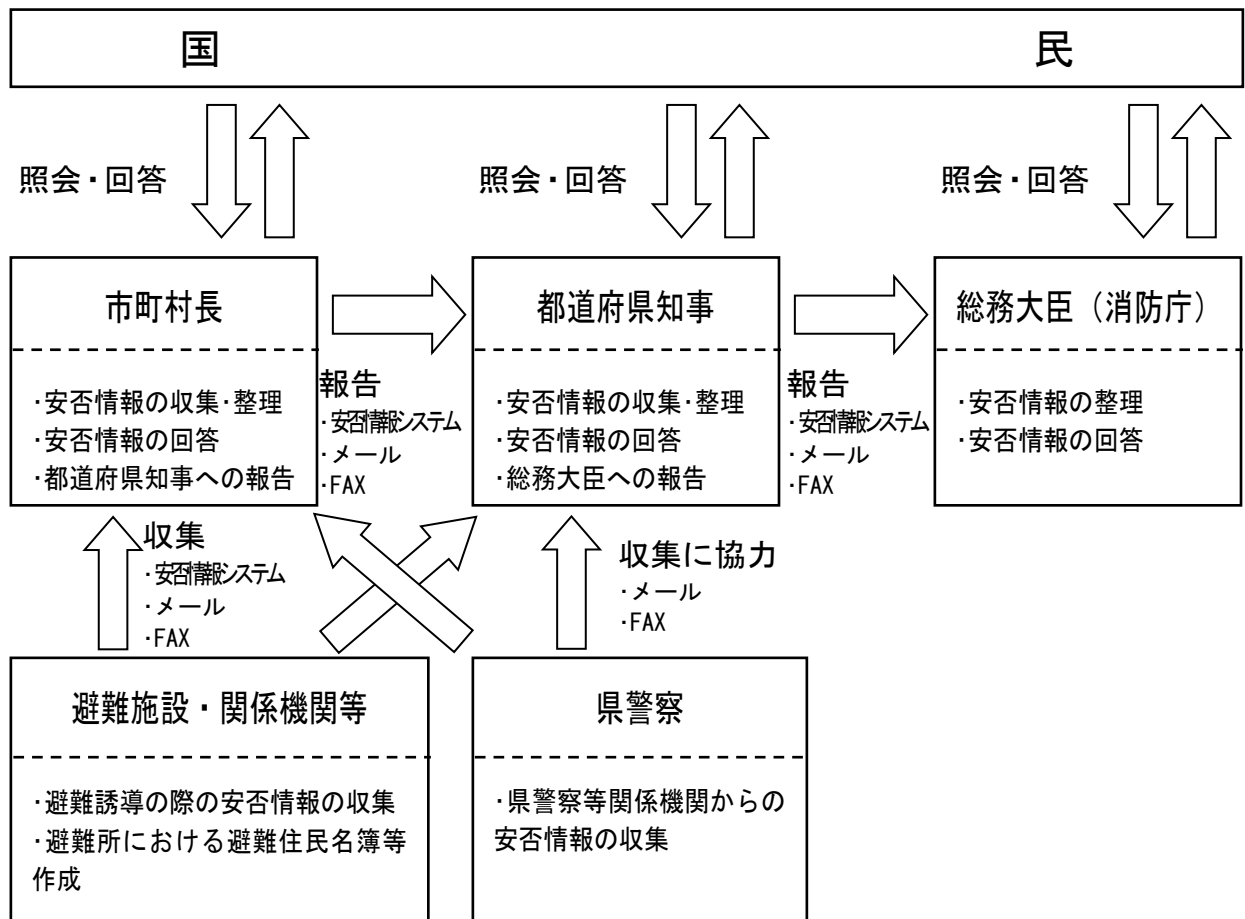 国　民
照会・回答
照会・回答
照会・回答
市町村長
・安否情報の収集・整理
・安否情報の回答
・都道府県知事への報告
報告
・安否情報システム
・メール
・FAX
都道府県知事
・安否情報の収集・整理
・安否情報の回答
・総務大臣への報告
報告
・安否情報システム
・メール
・FAX
総務大臣（消防庁）
・安否情報の整理
・安否情報の回答
収集
・安否情報システム
・メール
・FAX
収集に協力
・メール
・FAX
避難施設・関係機関等
・避難誘導の際の安否情報の収集
・避難所における避難住民名簿等
作成
県警察
・県警察等関係機関からの
安否情報の収集